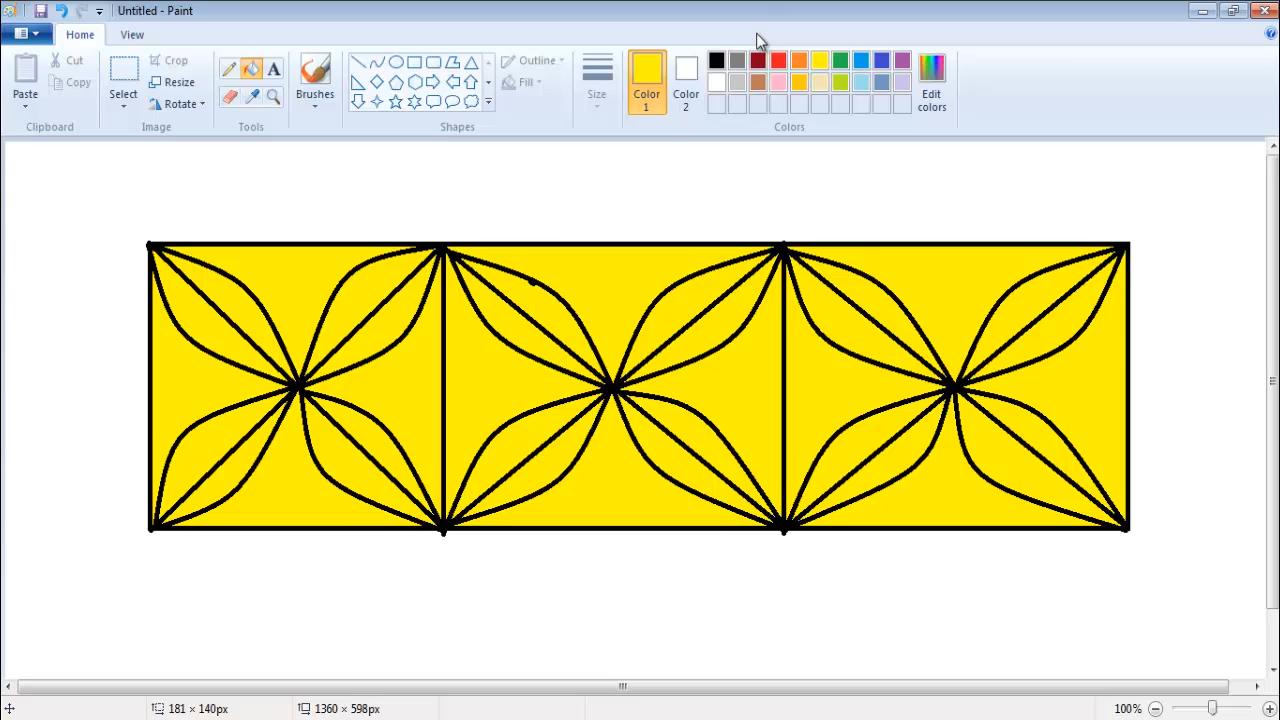 Untitled - Paint
Home View
Paste
Cut
Copy
Clipboard
Select
Crop
Resize
Rotate
Image
Tools
Brushes
Shapes
Outline
Fill
Size
Color 1
Color 2
Edit colors
Colors
181 × 140px
1360 × 598px
100%